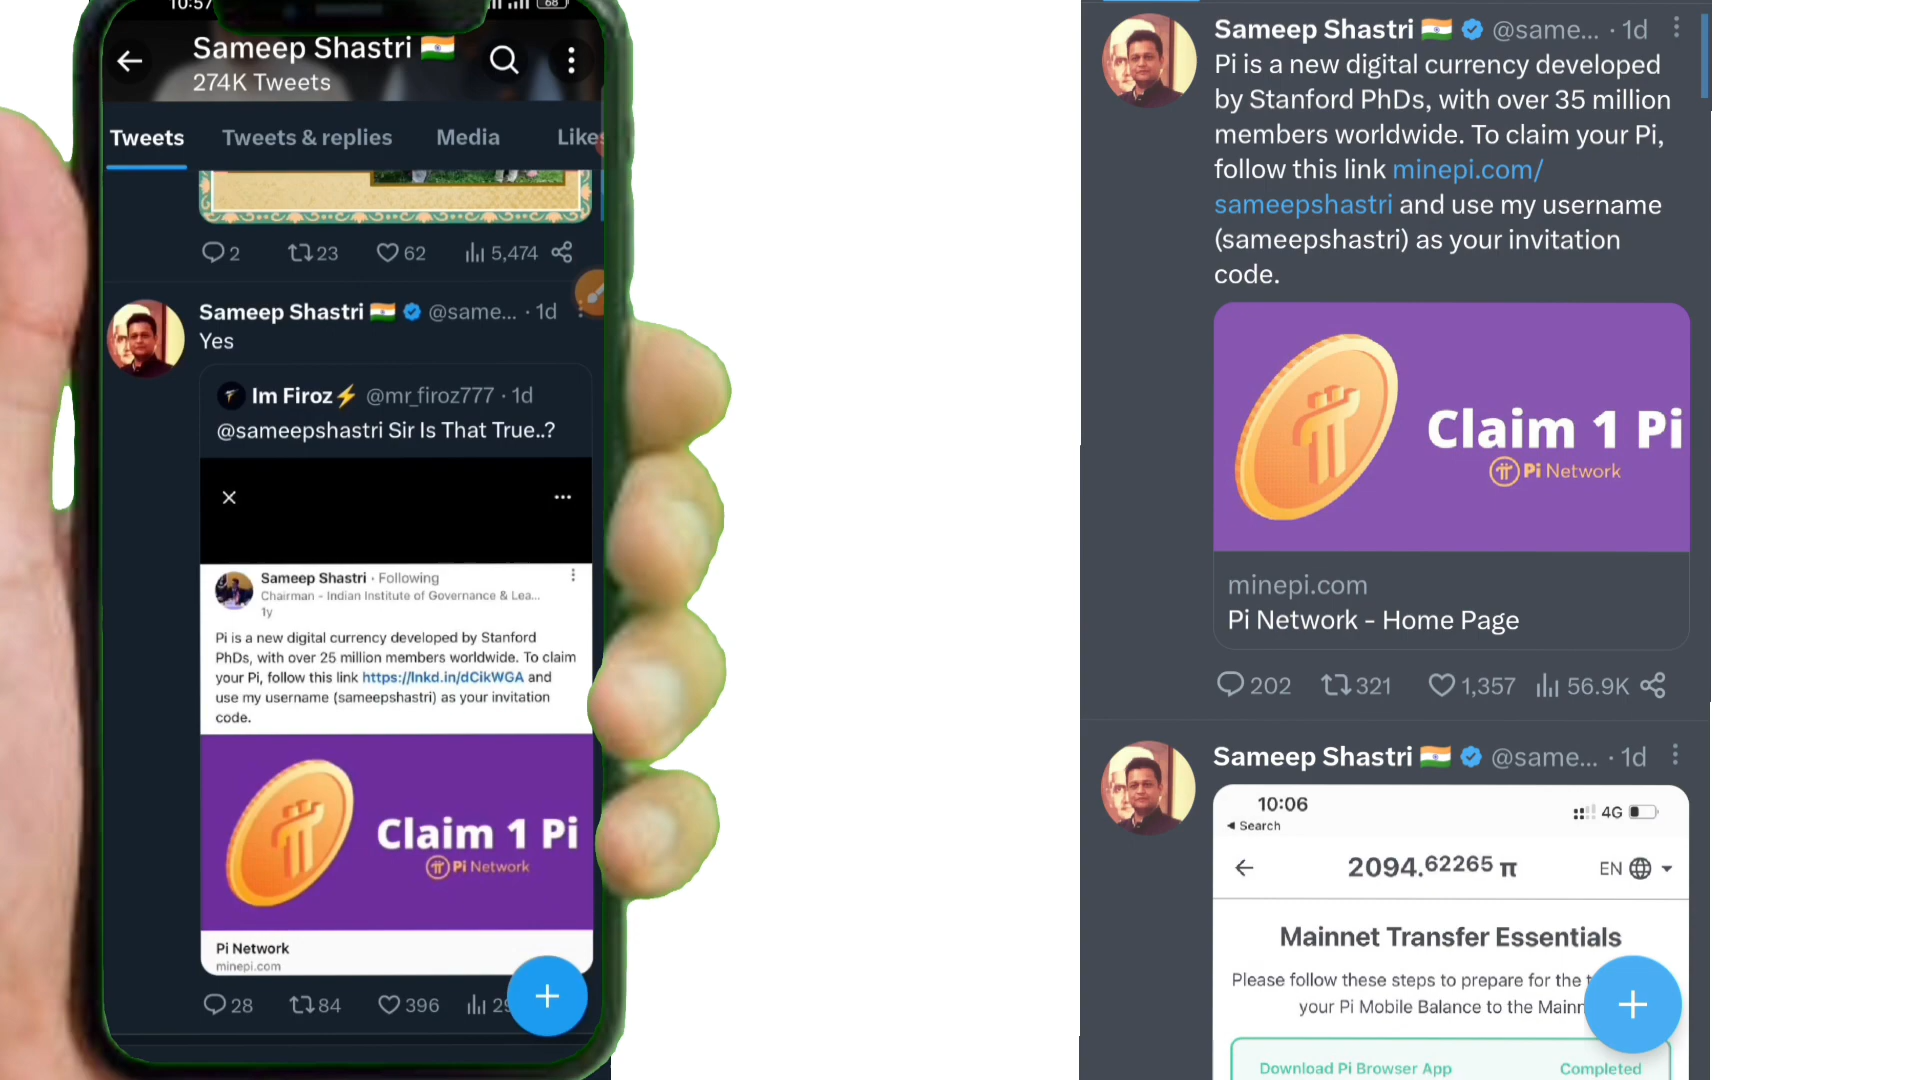 10:57
68
Sameep Shastri
274K Tweets
Tweets
Tweets & replies
Media
Likes
2
23
62
5,474
Sameep Shastri @same... · 1d
Yes
Im Firoz⚡ @mr_firoz777 · 1d
@sameepshastri Sir Is That True..?
Sameep Shastri · Following
Chairman - Indian Institute of Governance & Lea...
1y
Pi is a new digital currency developed by Stanford
PhDs, with over 25 million members worldwide. To claim
your Pi, follow this link https://lnkd.in/dCikWGA and
use my username (sameepshastri) as your invitation
code.
Claim 1 Pi
Pi Network
Pi Network
minepi.com
28
84
396
Sameep Shastri @same... · 1d
Pi is a new digital currency developed
by Stanford PhDs, with over 35 million
members worldwide. To claim your Pi,
follow this link minepi.com/
sameepshastri and use my username
(sameepshastri) as your invitation
code.
Claim 1 Pi
Pi Network
minepi.com
Pi Network - Home Page
202
321
1,357
56.9K
Sameep Shastri @same... · 1d
10:06
4G
Search
2094.62265 π
EN
Mainnet Transfer Essentials
Please follow these steps to prepare for the
your Pi Mobile Balance to the
Download Pi Browser App
Completed